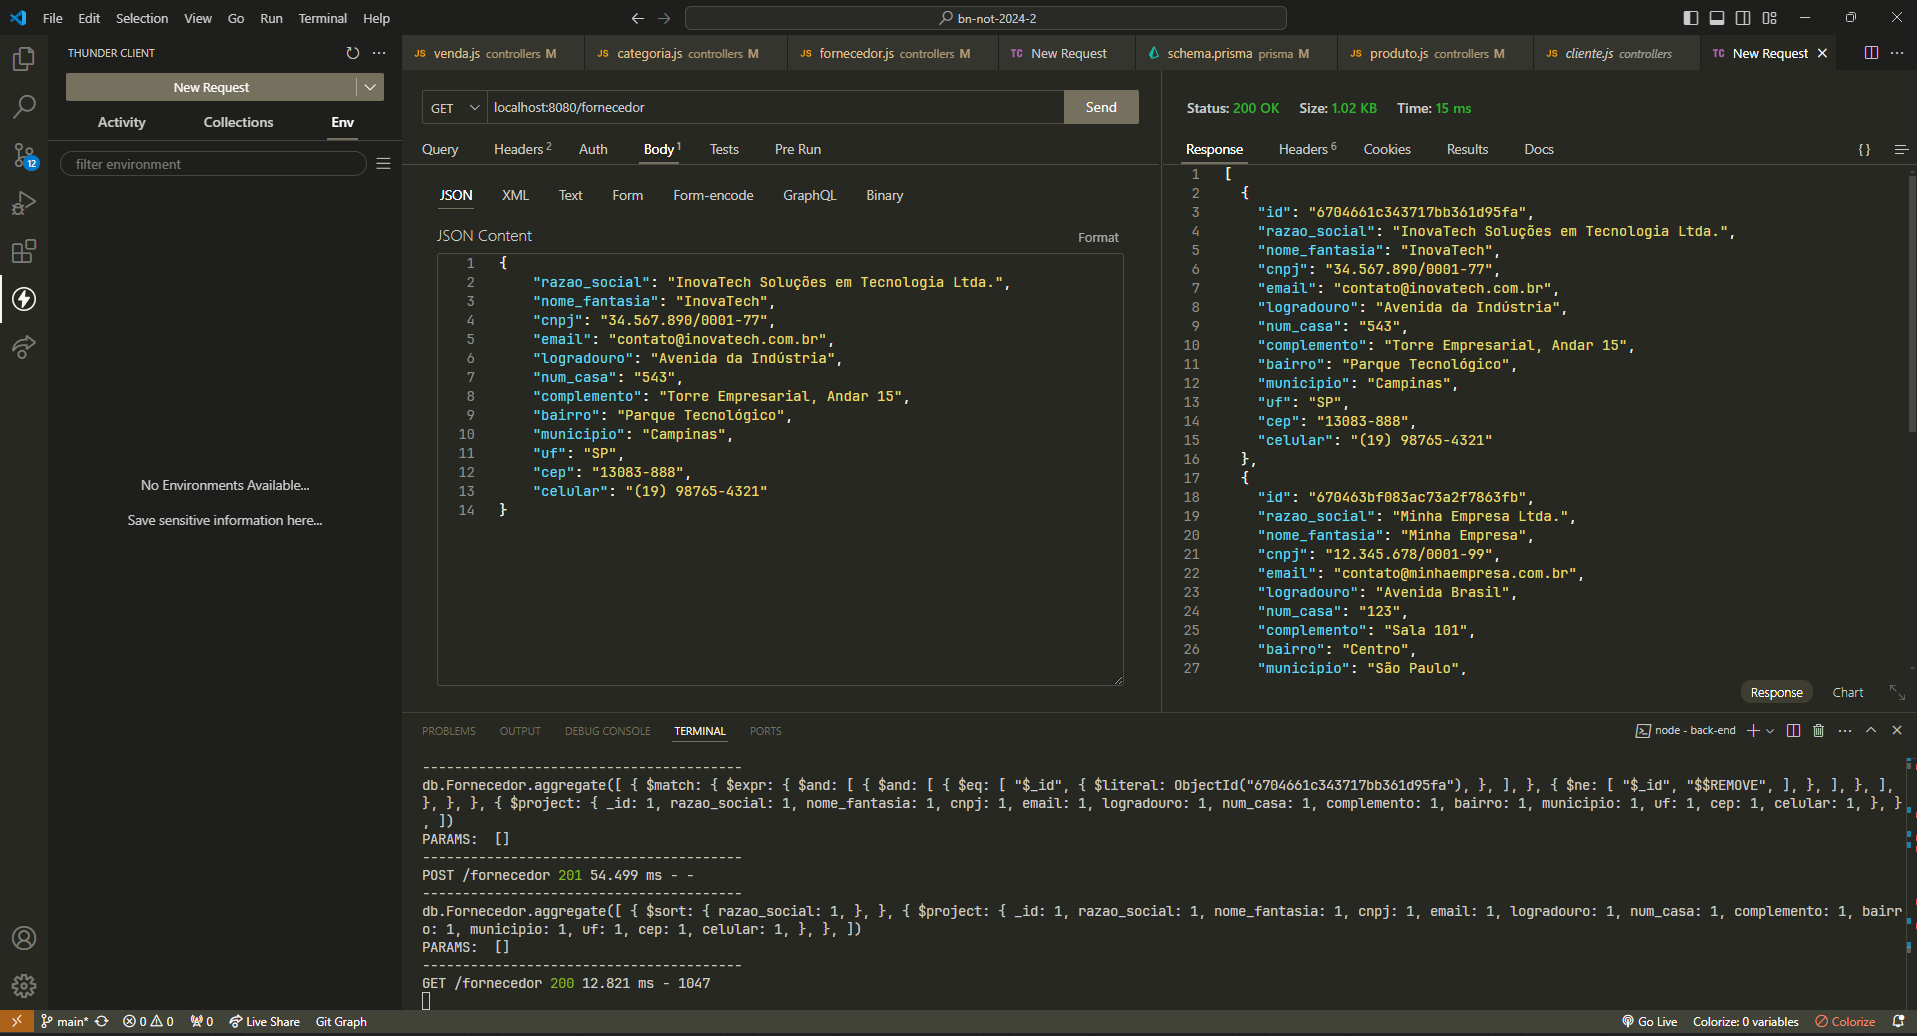 File Edit Selection View Go Run Terminal Help
bn-not-2024-2
THUNDER CLIENT
New Request
Activity Collections Env
filter environment
No Environments Available...
Save sensitive information here...
JS venda.js controllers M JS categoria.js controllers M JS fornecedor.js controllers M TC New Request schema.prisma prisma M JS produto.js controllers M JS cliente.js controllers TC New Request
GET localhost:8080/fornecedor Send
Query Headers 2 Auth Body 1 Tests Pre Run
JSON XML Text Form Form-encode GraphQL Binary
JSON Content Format
1 {
2 "razao_social": "InovaTech Soluções em Tecnologia Ltda.",
3 "nome_fantasia": "InovaTech",
4 "cnpj": "34.567.890/0001-77",
5 "email": "contato@inovatech.com.br",
6 "logradouro": "Avenida da Indústria",
7 "num_casa": "543",
8 "complemento": "Torre Empresarial, Andar 15",
9 "bairro": "Parque Tecnológico",
10 "municipio": "Campinas",
11 "uf": "SP",
12 "cep": "13083-888",
13 "celular": "(19) 98765-4321"
14 }
Status: 200 OK Size: 1.02 KB Time: 15 ms
Response Headers 6 Cookies Results Docs {}
1 [
2 {
3 "id": "6704661c343717bb361d95fa",
4 "razao_social": "InovaTech Soluções em Tecnologia Ltda.",
5 "nome_fantasia": "InovaTech",
6 "cnpj": "34.567.890/0001-77",
7 "email": "contato@inovatech.com.br",
8 "logradouro": "Avenida da Indústria",
9 "num_casa": "543",
10 "complemento": "Torre Empresarial, Andar 15",
11 "bairro": "Parque Tecnológico",
12 "municipio": "Campinas",
13 "uf": "SP",
14 "cep": "13083-888",
15 "celular": "(19) 98765-4321"
16 },
17 {
18 "id": "670463bf083ac73a2f7863fb",
19 "razao_social": "Minha Empresa Ltda.",
20 "nome_fantasia": "Minha Empresa",
21 "cnpj": "12.345.678/0001-99",
22 "email": "contato@minhaempresa.com.br",
23 "logradouro": "Avenida Brasil",
24 "num_casa": "123",
25 "complemento": "Sala 101",
26 "bairro": "Centro",
27 "municipio": "São Paulo",
Response Chart
PROBLEMS OUTPUT DEBUG CONSOLE TERMINAL PORTS
node - back-end
----------------------------------------
db.Fornecedor.aggregate([ { $match: { $expr: { $and: [ { $and: [ { $eq: [ "$_id", { $literal: ObjectId("6704661c343717bb361d95fa"), }, ], }, { $ne: [ "$_id", "$$REMOVE", ], }, ], }, ],
}, }, }, { $project: { _id: 1, razao_social: 1, nome_fantasia: 1, cnpj: 1, email: 1, logradouro: 1, num_casa: 1, complemento: 1, bairro: 1, municipio: 1, uf: 1, cep: 1, celular: 1, }, }
, ])
PARAMS: []
----------------------------------------
POST /fornecedor 201 54.499 ms - -
----------------------------------------
db.Fornecedor.aggregate([ { $sort: { razao_social: 1, }, }, { $project: { _id: 1, razao_social: 1, nome_fantasia: 1, cnpj: 1, email: 1, logradouro: 1, num_casa: 1, complemento: 1, bairr
o: 1, municipio: 1, uf: 1, cep: 1, celular: 1, }, }, ])
PARAMS: []
----------------------------------------
GET /fornecedor 200 12.821 ms - 1047
12
main* 0 0 0 Live Share Git Graph Go Live Colorize: 0 variables Colorize